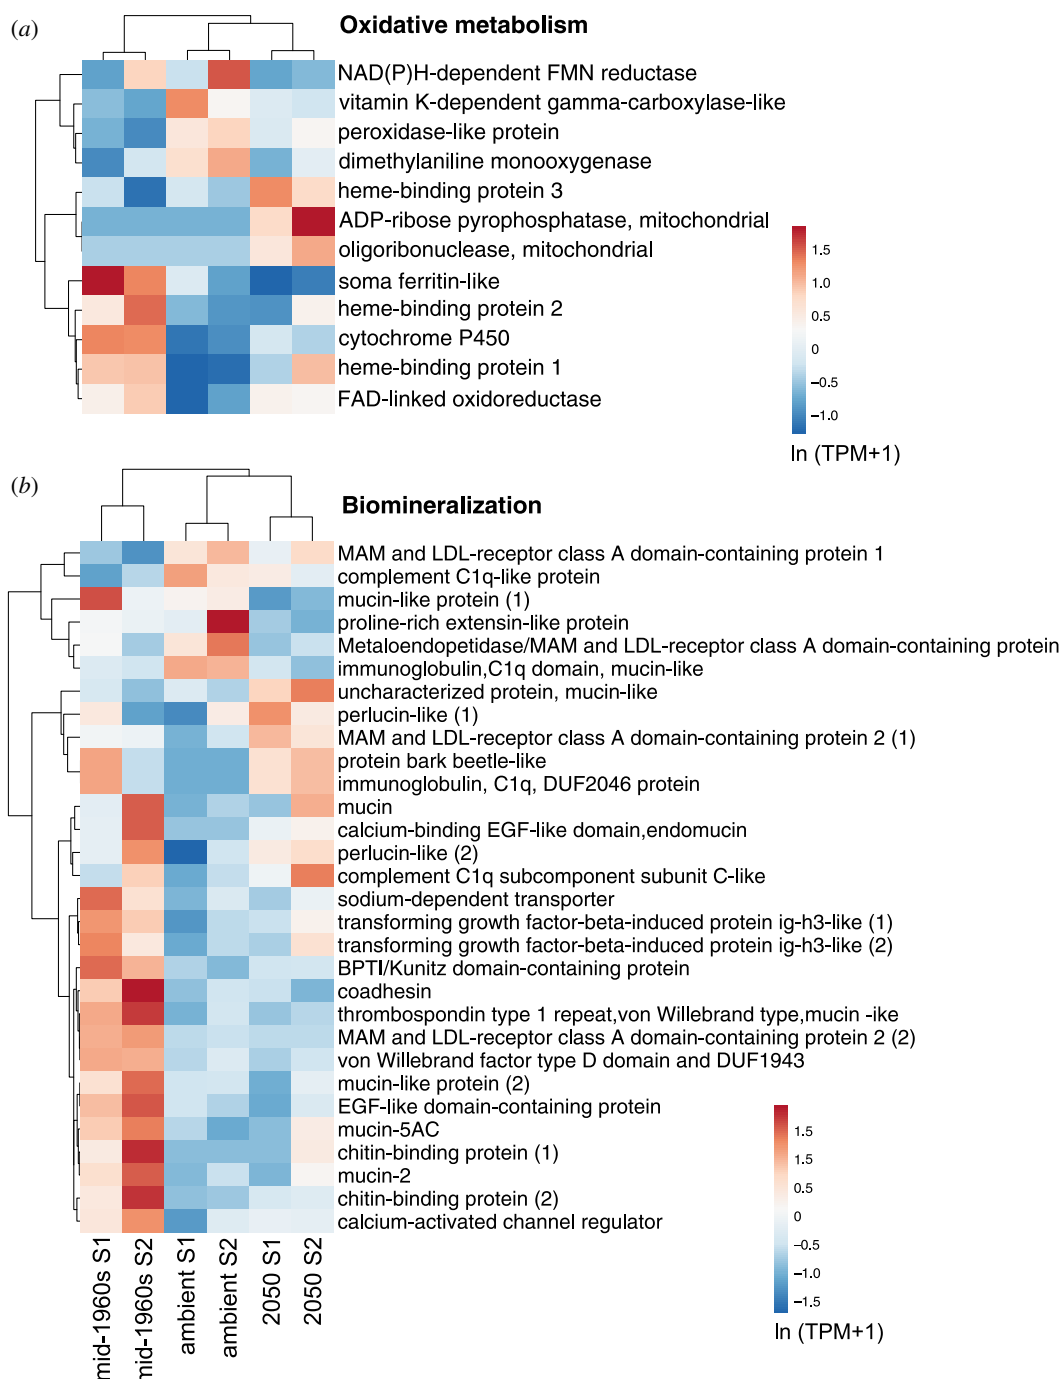 (a)
Oxidative metabolism
NAD(P)H-dependent FMN reductase
vitamin K-dependent gamma-carboxylase-like
peroxidase-like protein
dimethylaniline monooxygenase
heme-binding protein 3
ADP-ribose pyrophosphatase, mitochondrial
oligoribonuclease, mitochondrial
soma ferritin-like
heme-binding protein 2
cytochrome P450
heme-binding protein 1
FAD-linked oxidoreductase
1.5
1.0
0.5
0
−0.5
−1.0
ln (TPM+1)
(b)
Biomineralization
MAM and LDL-receptor class A domain-containing protein 1
complement C1q-like protein
mucin-like protein (1)
proline-rich extensin-like protein
Metaloendopetidase/MAM and LDL-receptor class A domain-containing protein
immunoglobulin,C1q domain, mucin-like
uncharacterized protein, mucin-like
perlucin-like (1)
MAM and LDL-receptor class A domain-containing protein 2 (1)
protein bark beetle-like
immunoglobulin, C1q, DUF2046 protein
mucin
calcium-binding EGF-like domain,endomucin
perlucin-like (2)
complement C1q subcomponent subunit C-like
sodium-dependent transporter
transforming growth factor-beta-induced protein ig-h3-like (1)
transforming growth factor-beta-induced protein ig-h3-like (2)
BPTI/Kunitz domain-containing protein
coadhesin
thrombospondin type 1 repeat,von Willebrand type,mucin -ike
MAM and LDL-receptor class A domain-containing protein 2 (2)
von Willebrand factor type D domain and DUF1943
mucin-like protein (2)
EGF-like domain-containing protein
mucin-5AC
chitin-binding protein (1)
mucin-2
chitin-binding protein (2)
calcium-activated channel regulator
1.5
1.5
0.5
0
−0.5
−1.0
−1.5
ln (TPM+1)
mid-1960s S1
mid-1960s S2
ambient S1
ambient S2
2050 S1
2050 S2